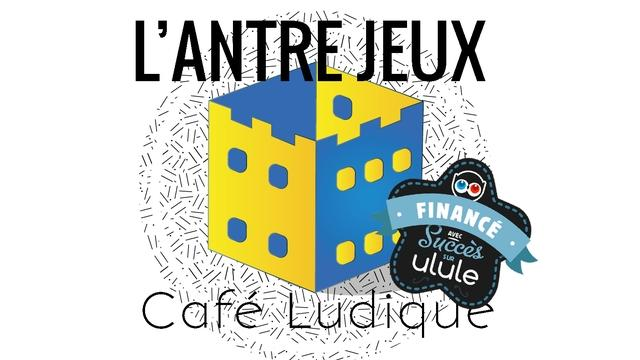 L'ANTRE JEUX
FINANCÉ
AVEC
Succès
SUR
ulule
Café Ludique